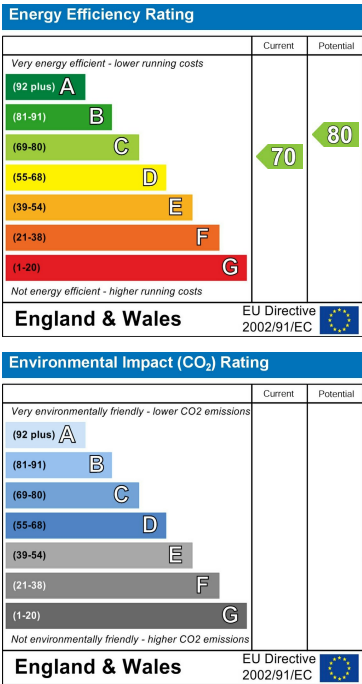 Energy Efficiency Rating
Current Potential
Very energy efficient - lower running costs
(92 plus) A
(81-91) B
(69-80) C
(55-68) D
(39-54) E
(21-38) F
(1-20) G
70
80
Not energy efficient - higher running costs
England & Wales
EU Directive
2002/91/EC
Environmental Impact (CO₂) Rating
Current Potential
Very environmentally friendly - lower CO2 emissions
(92 plus) A
(81-91) B
(69-80) C
(55-68) D
(39-54) E
(21-38) F
(1-20) G
Not environmentally friendly - higher CO2 emissions
England & Wales
EU Directive
2002/91/EC